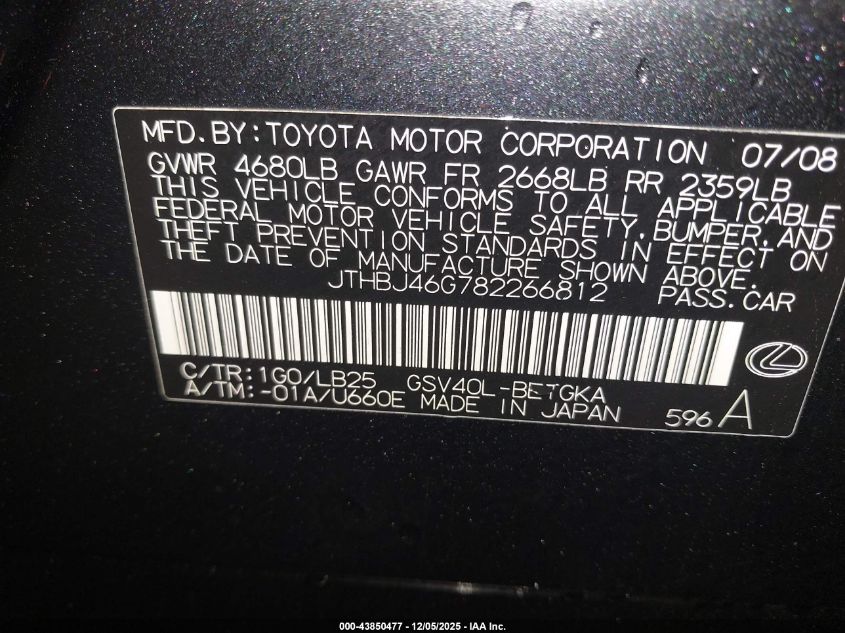 MFD.BY:TOYOTA MOTOR CORPORATION 07/08
GVWR 4680LB GAWR FR 2668LB RR 2359LB
THIS VEHICLE CONFORMS TO ALL APPLICABLE
FEDERAL MOTOR VEHICLE SAFETY,BUMPER,AND
THEFT PREVENTION STANDARDS IN EFFECT ON
THE DATE OF MANUFACTURE SHOWN ABOVE.
JTHBJ46G782266812 PASS.CAR
C/TR:1G0/LB25 GSV40L-BETGKA
A/TM:-01A/U660E MADE IN JAPAN 596 A
000-43850477 - 12/05/2025 - IAA Inc.